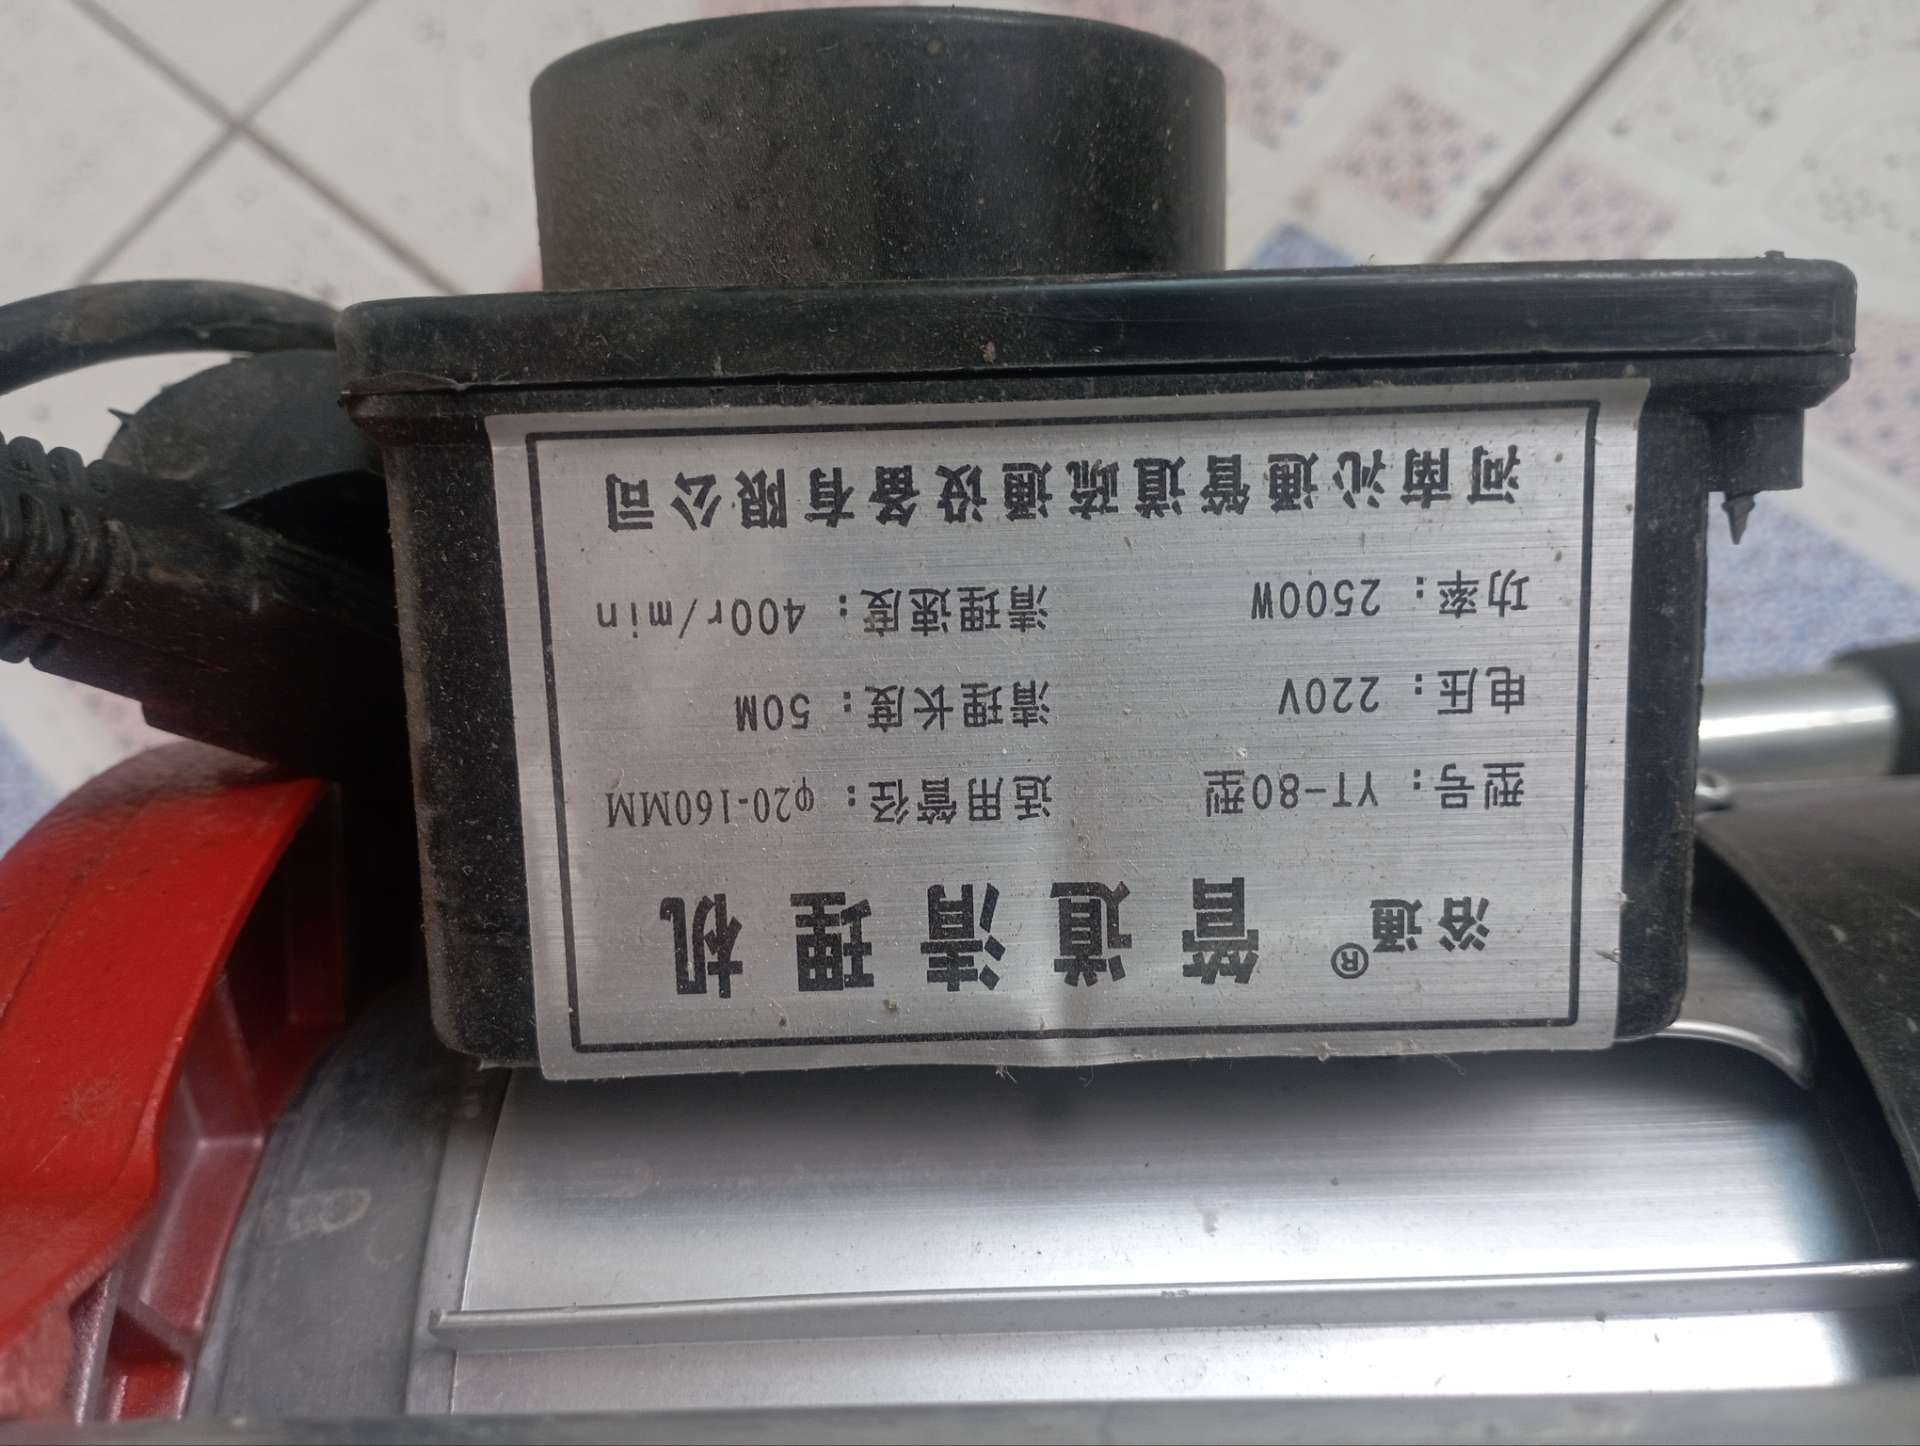 浴通® 管道清理机
型号：YT-80型 适用管径：φ20-160MM
电压：220V 清理长度：50M
功率：2500W 清理速度：400r/min
河南沁通管道疏通设备有限公司